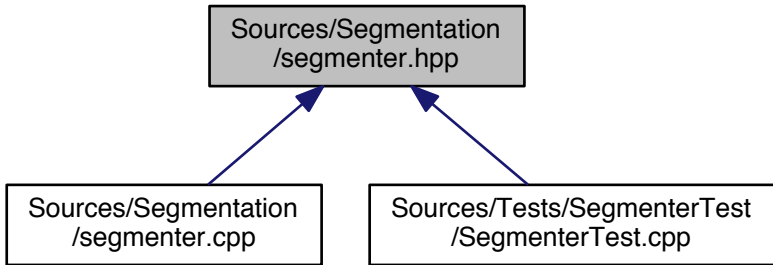 Sources/Segmentation
/segmenter.hpp
Sources/Segmentation
/segmenter.cpp
Sources/Tests/SegmenterTest
/SegmenterTest.cpp